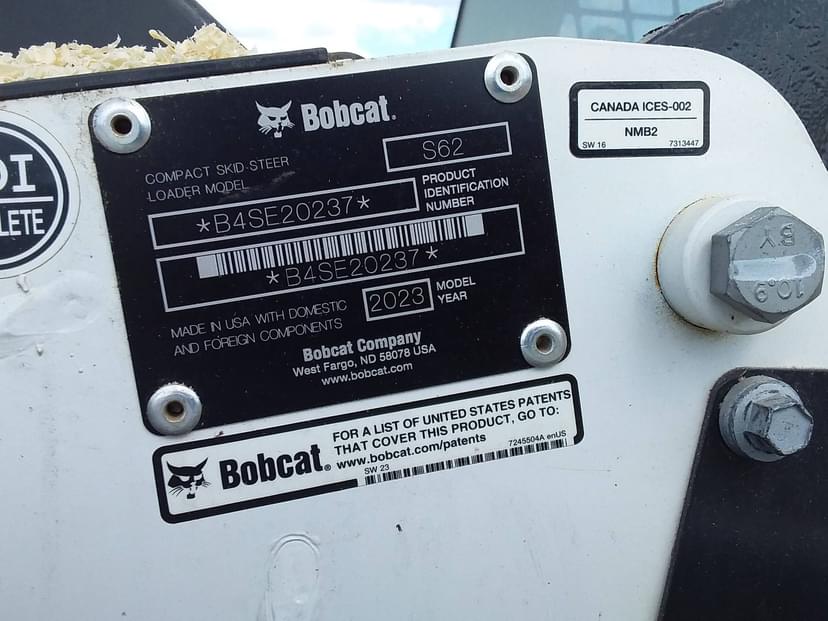 Bobcat.
COMPACT SKID-STEER
LOADER MODEL
S62
*B4SE20237*
PRODUCT
IDENTIFICATION
NUMBER
*B4SE20237*
MADE IN USA WITH DOMESTIC
AND FOREIGN COMPONENTS
2023
MODEL
YEAR
Bobcat Company
West Fargo, ND 58078 USA
www.bobcat.com
CANADA ICES-002
NMB2
SW 16
7313447
10.9
Bobcat®
FOR A LIST OF UNITED STATES PATENTS
THAT COVER THIS PRODUCT, GO TO:
www.bobcat.com/patents
7245504A enUS
SW 23